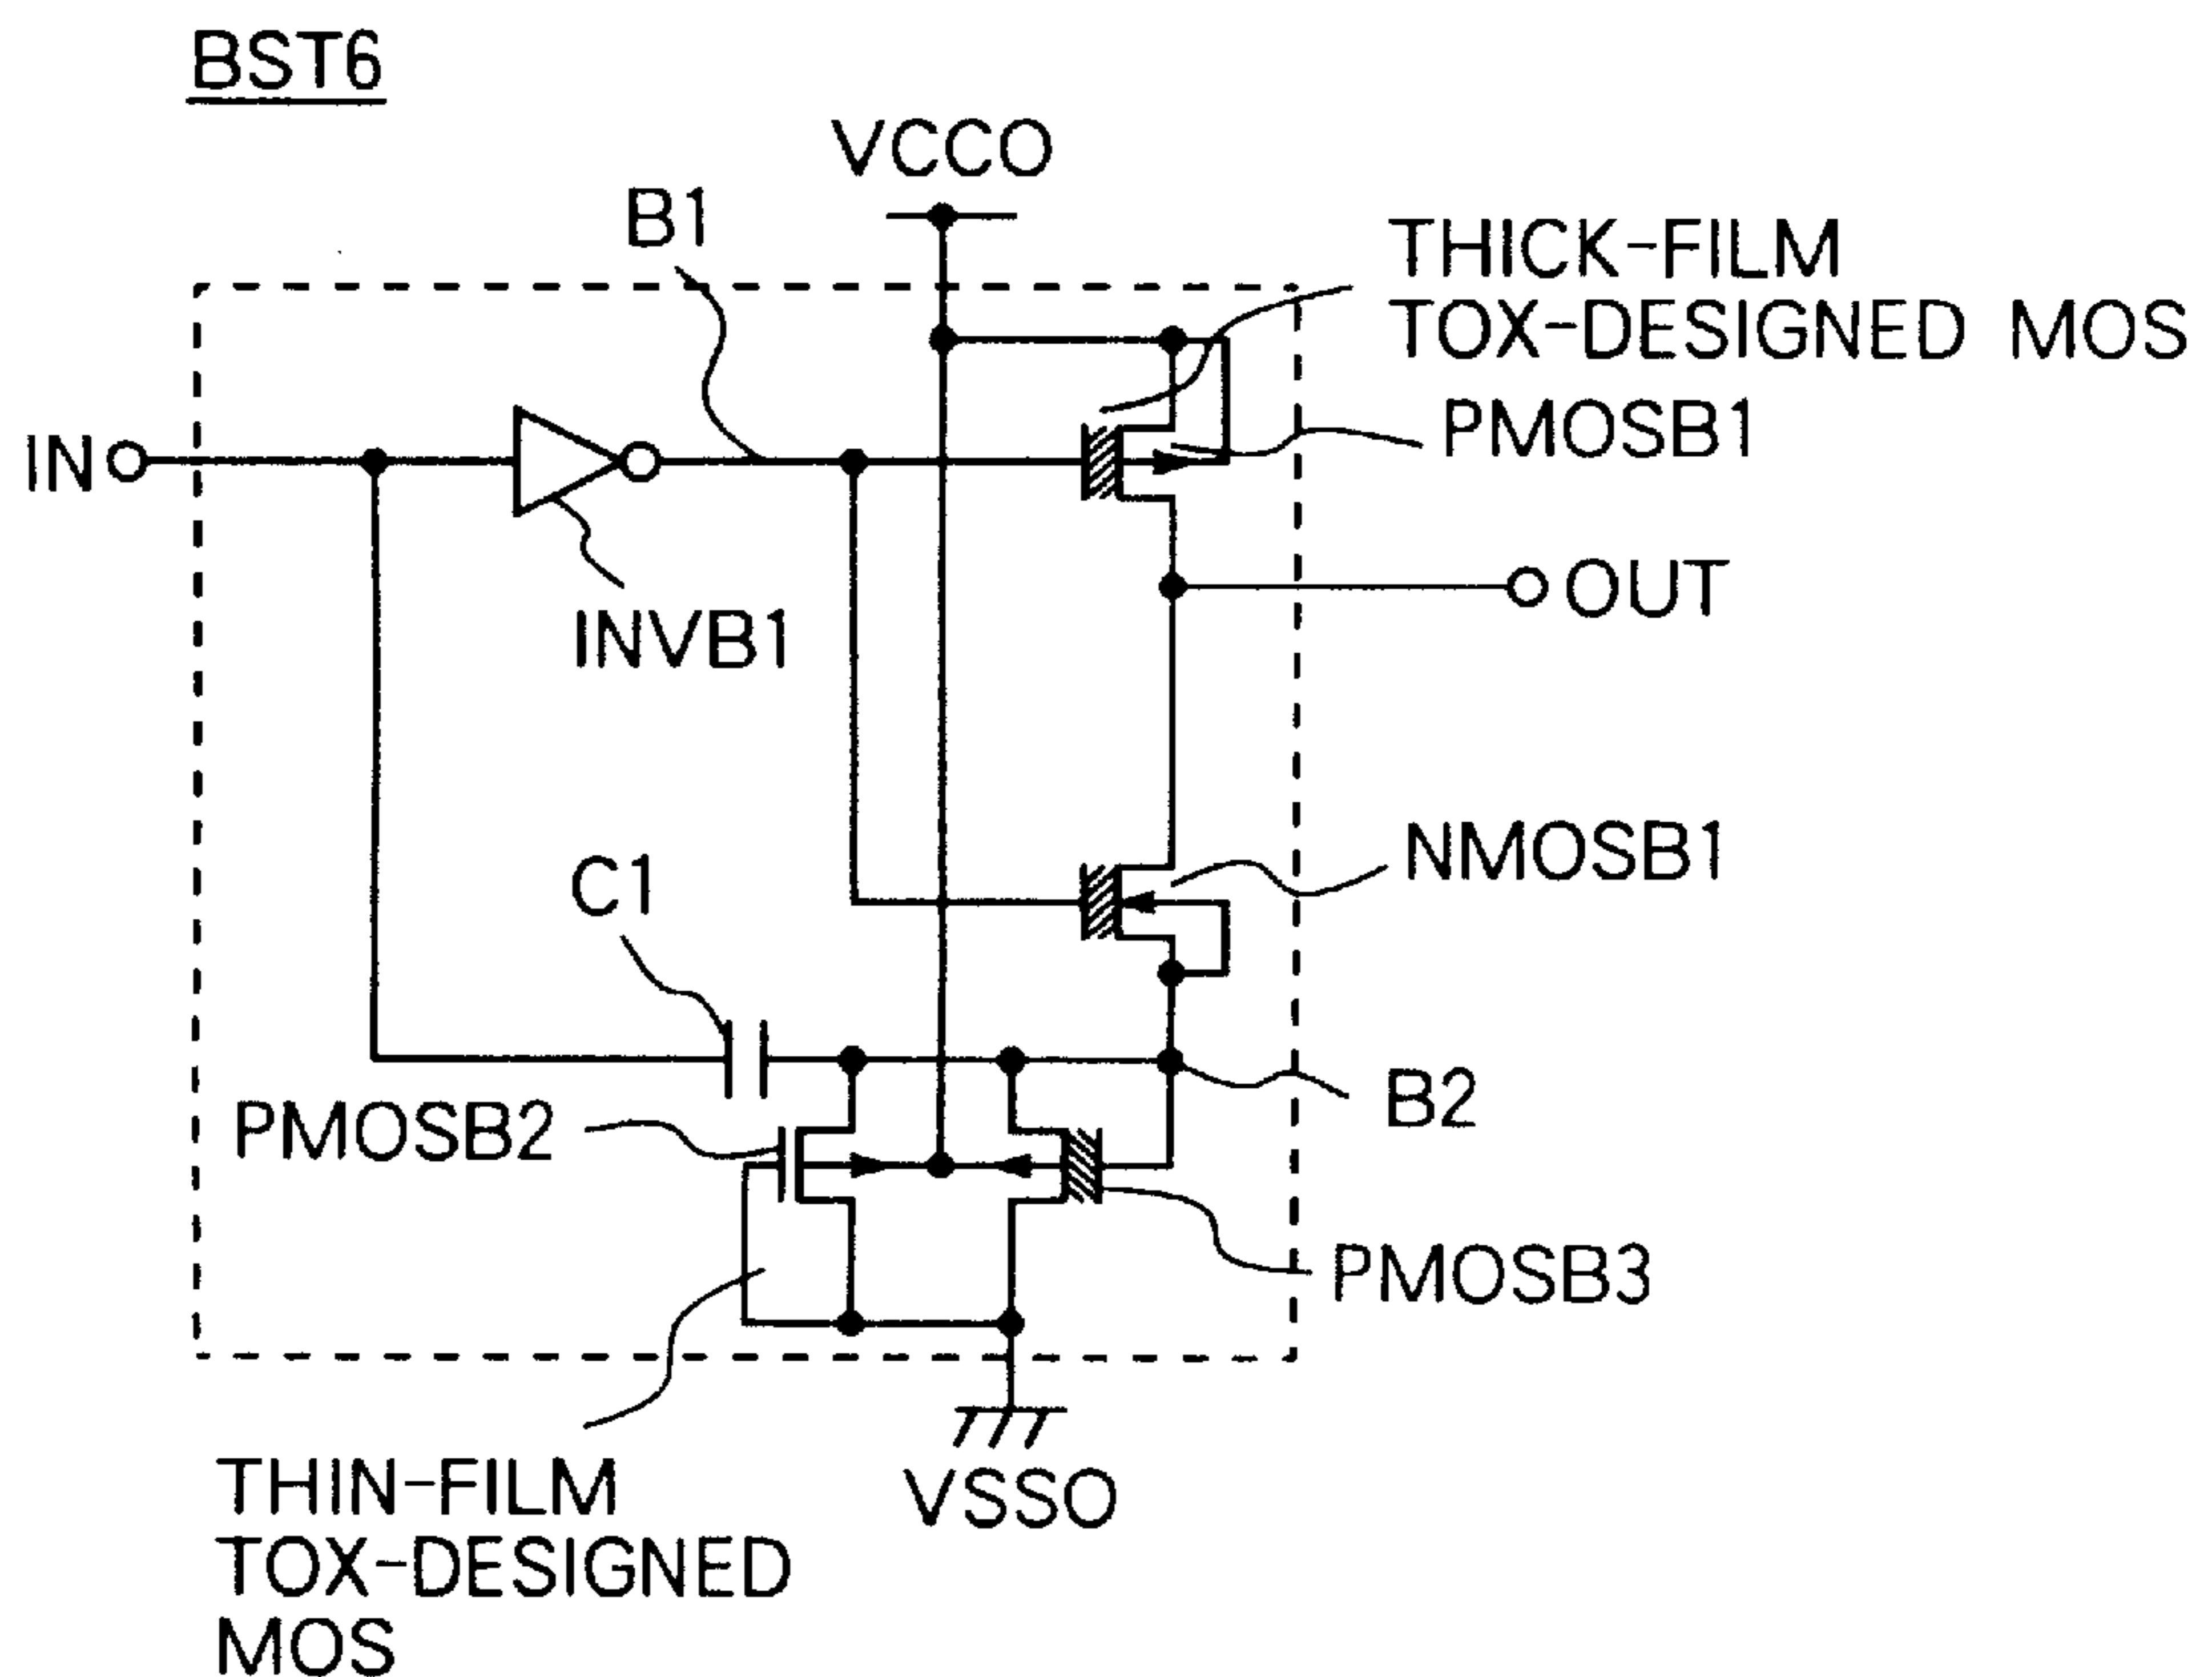 BST6
VCCO
B1
THICK-FILM
TOX-DESIGNED MOS
PMOSB1
IN
OUT
INVB1
NMOSB1
C1
B2
PMOSB2
PMOSB3
THIN-FILM
TOX-DESIGNED
MOS
VSSO